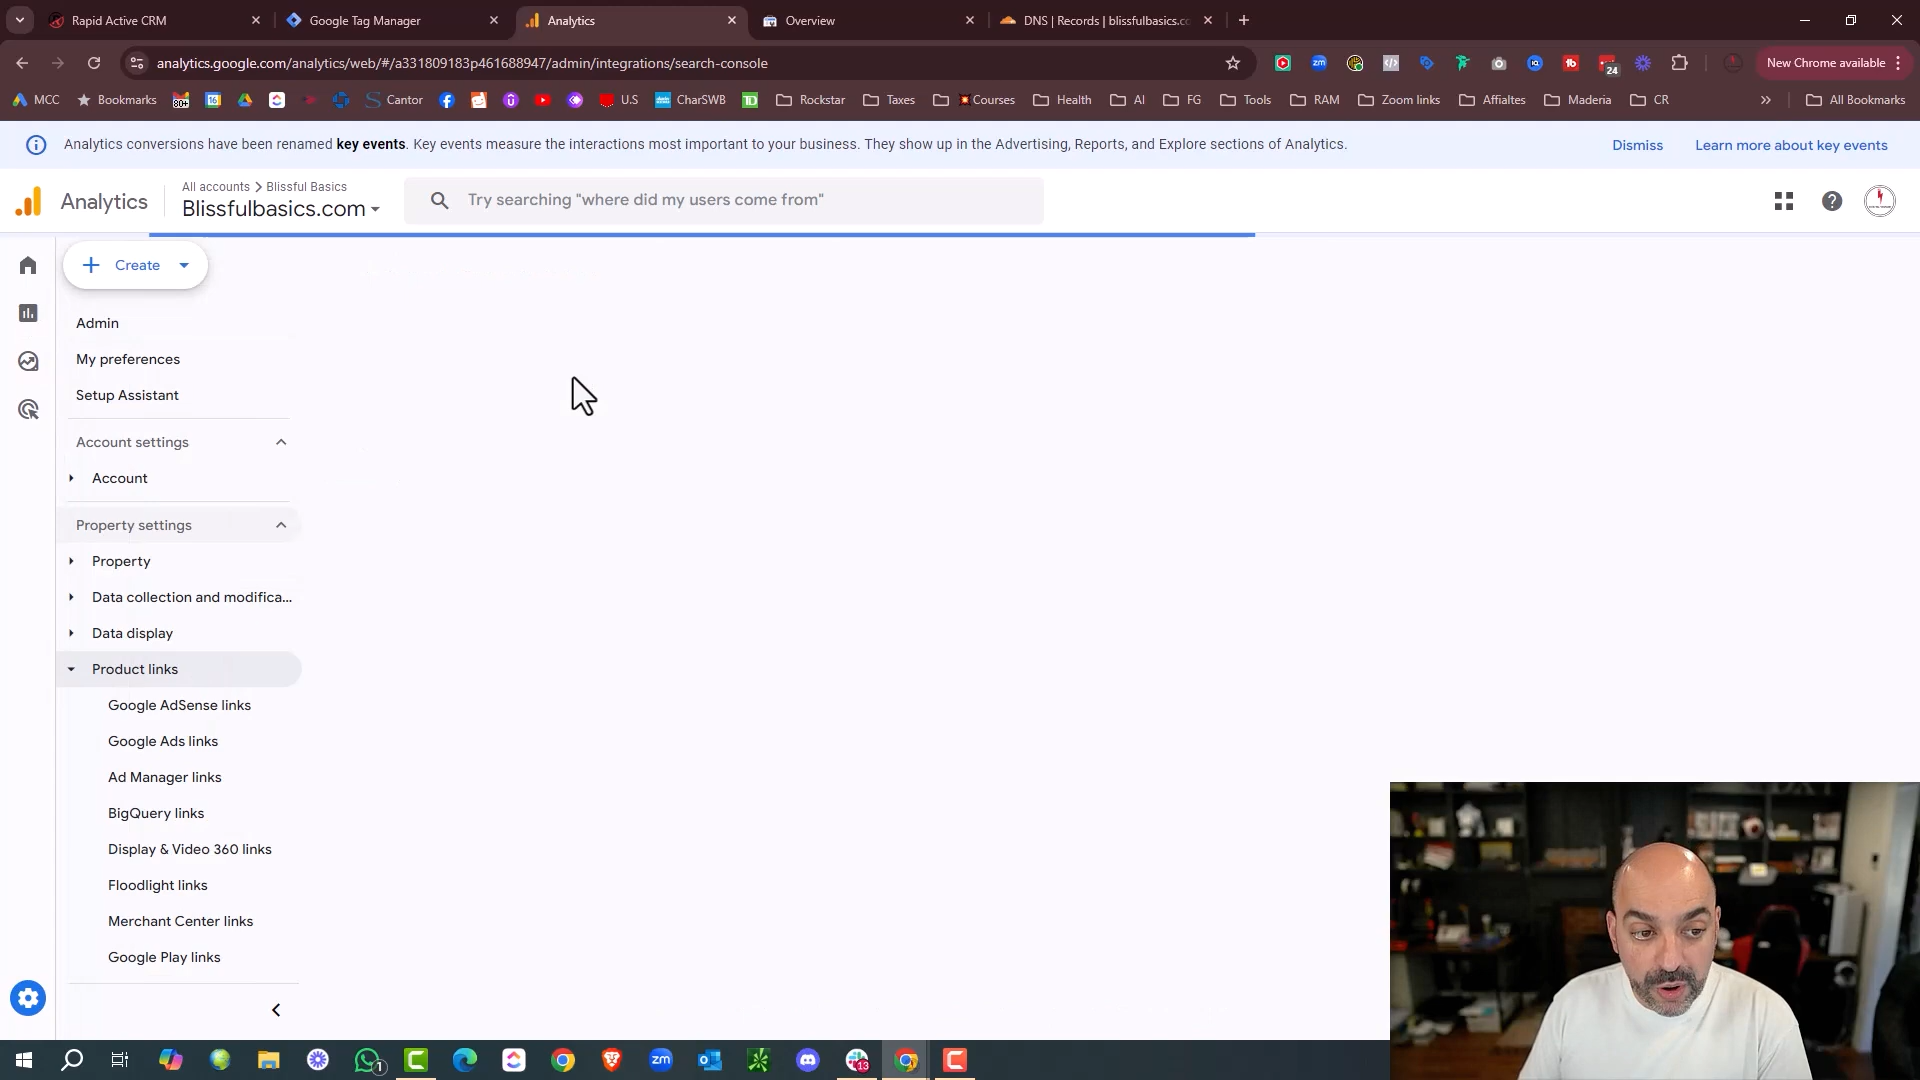 Rapid Active CRM
Google Tag Manager
Analytics
Overview
DNS | Records | blissfulbasics.co
analytics.google.com/analytics/web/#/a331809183p461688947/admin/integrations/search-console
24
New Chrome available
MCC
Bookmarks
80+
16
Cantor
U.S
CharSWB
Rockstar
Taxes
Courses
Health
AI
FG
Tools
RAM
Zoom links
Affialtes
Maderia
CR
All Bookmarks
Analytics conversions have been renamed key events. Key events measure the interactions most important to your business. They show up in the Advertising, Reports, and Explore sections of Analytics.
Dismiss
Learn more about key events
Analytics
All accounts > Blissful Basics
Blissfulbasics.com
Try searching "where did my users come from"
Create
Admin
My preferences
Setup Assistant
Account settings
Account
Property settings
Property
Data collection and modifica...
Data display
Product links
Google AdSense links
Google Ads links
Ad Manager links
BigQuery links
Display & Video 360 links
Floodlight links
Merchant Center links
Google Play links
1
zm
13